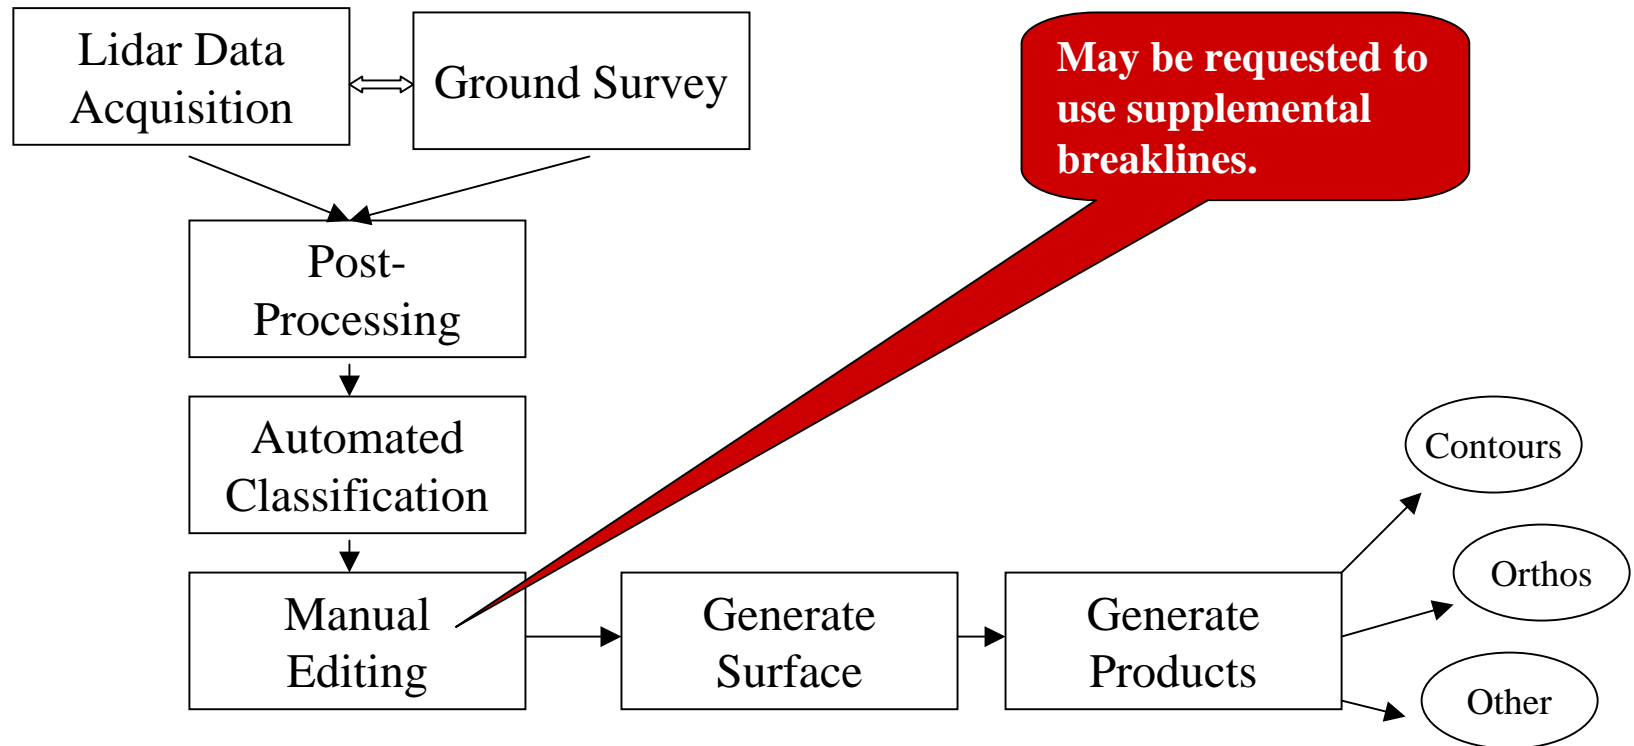 Lidar Data
Acquisition
Ground Survey
May be requested to
use supplemental
breaklines.
Post-
Processing
Automated
Classification
Manual
Editing
Generate
Surface
Generate
Products
Contours
Orthos
Other